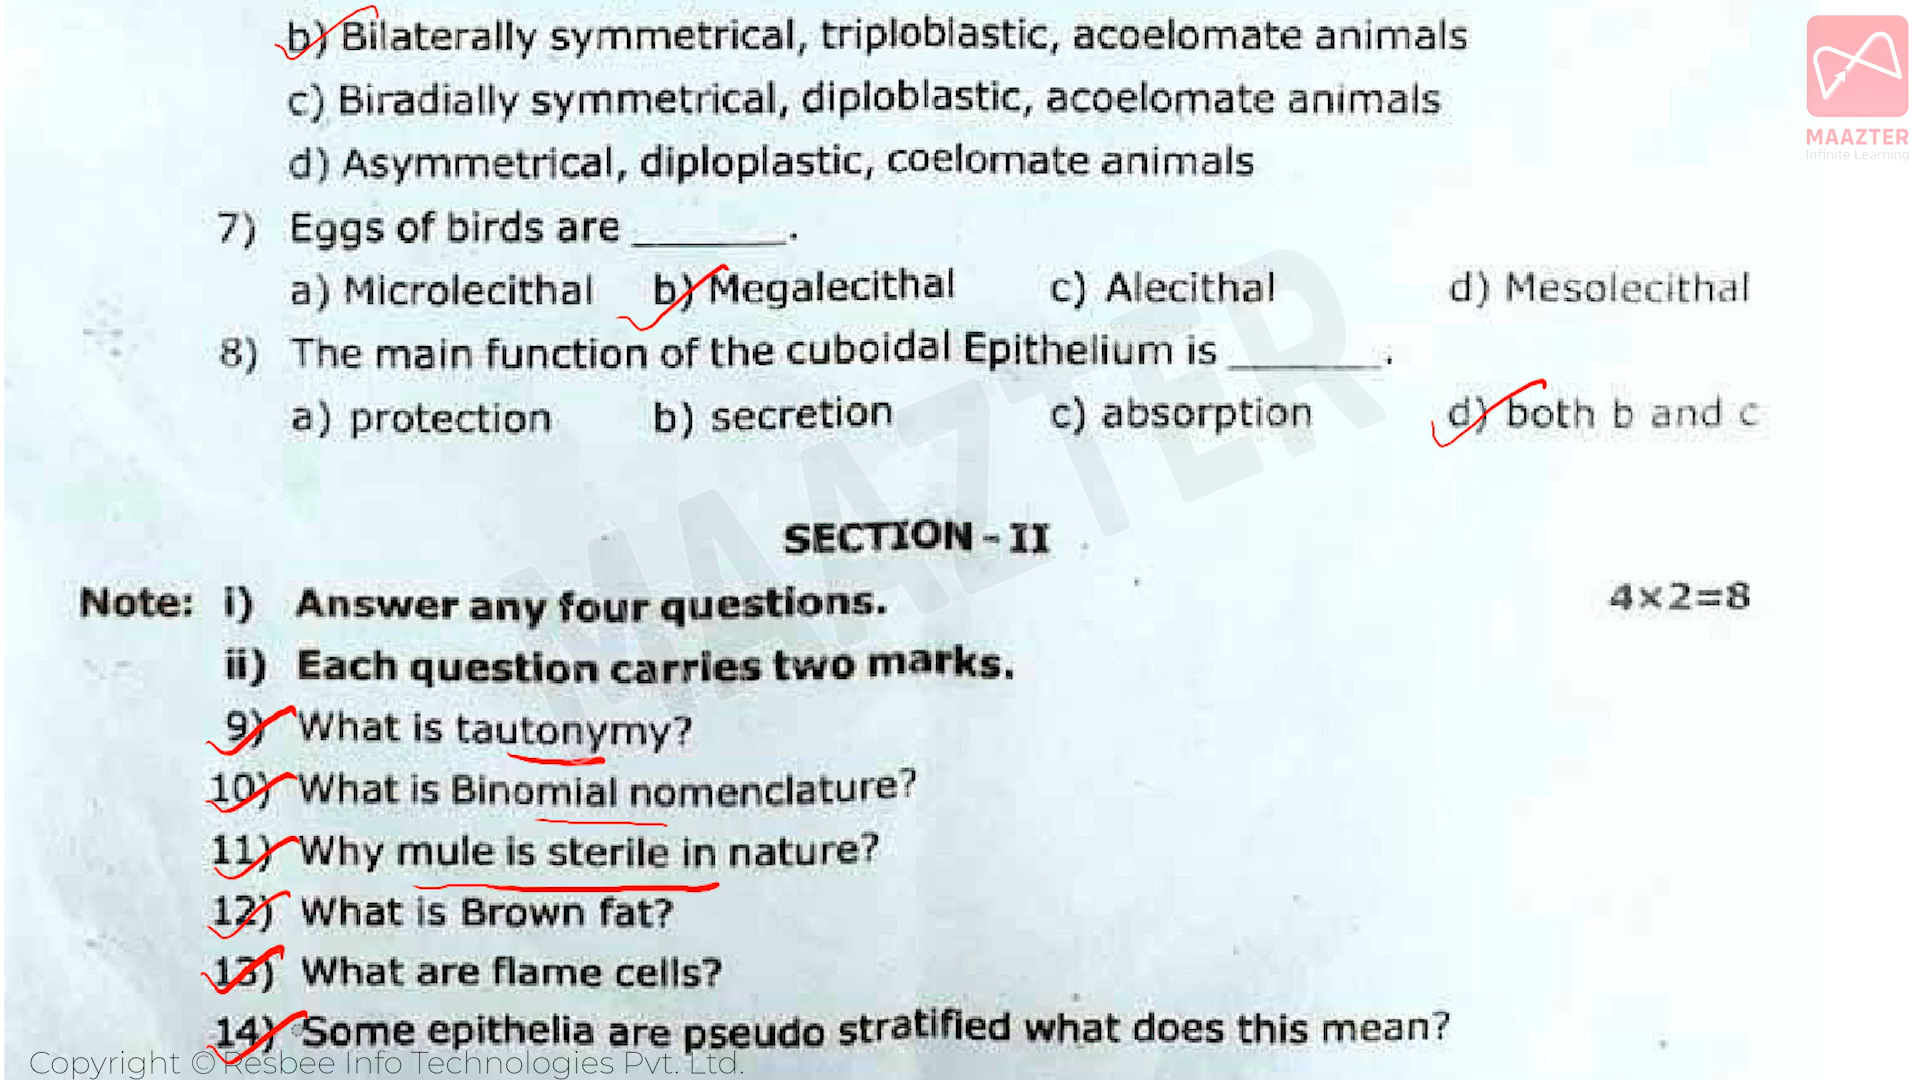 b) Bilaterally symmetrical, triploblastic, acoelomate animals
c) Biradially symmetrical, diploblastic, acoelomate animals
d) Asymmetrical, diploplastic, coelomate animals
7) Eggs of birds are ______.
a) Microlecithal b) Megalecithal c) Alecithal d) Mesolecithal
8) The main function of the cuboidal Epithelium is ______.
a) protection b) secretion c) absorption d) both b and c
SECTION - II
Note: i) Answer any four questions. 4×2=8
ii) Each question carries two marks.
9) What is tautonymy?
10) What is Binomial nomenclature?
11) Why mule is sterile in nature?
12) What is Brown fat?
13) What are flame cells?
14) Some epithelia are pseudo stratified what does this mean?
Copyright © Resbee Info Technologies Pvt. Ltd.
MAAZTER
Infinite Learning
MAAZTER